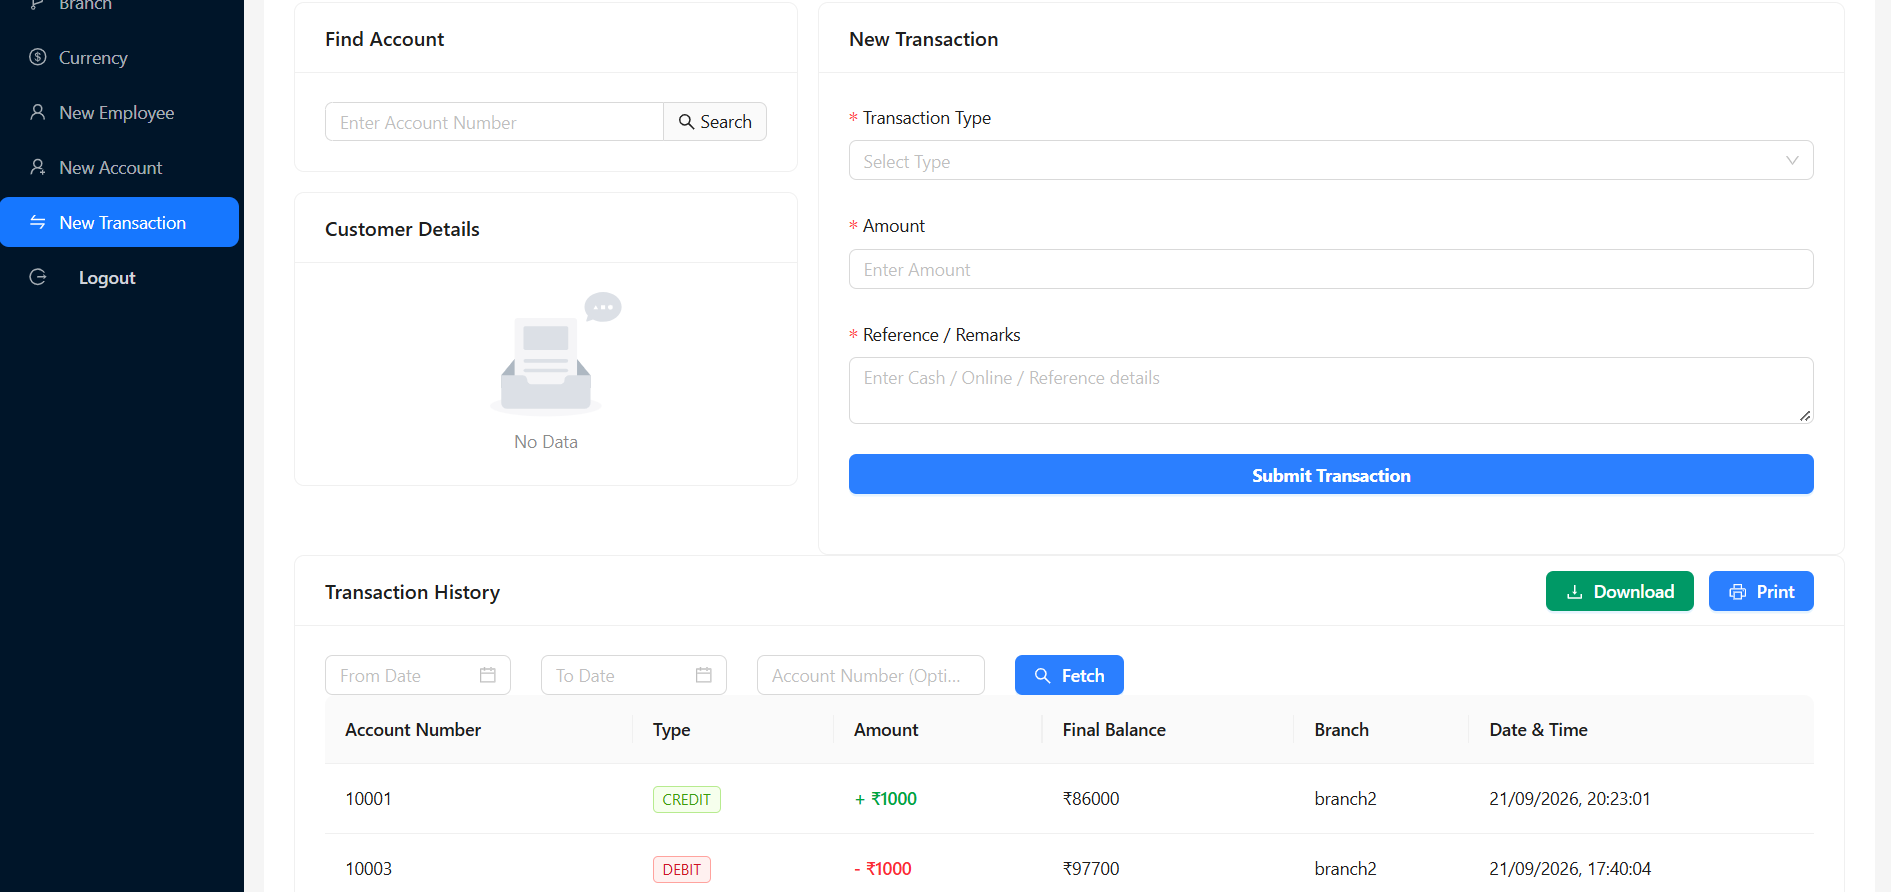 Branch
Currency
New Employee
New Account
New Transaction
Logout
Find Account
Enter Account Number
Search
Customer Details
No Data
New Transaction
* Transaction Type
Select Type
* Amount
Enter Amount
* Reference / Remarks
Enter Cash / Online / Reference details
Submit Transaction
Transaction History
Download
Print
From Date
To Date
Account Number (Opti...
Fetch
Account Number Type Amount Final Balance Branch Date & Time
10001 CREDIT + ₹1000 ₹86000 branch2 21/09/2026, 20:23:01
10003 DEBIT - ₹1000 ₹97700 branch2 21/09/2026, 17:40:04